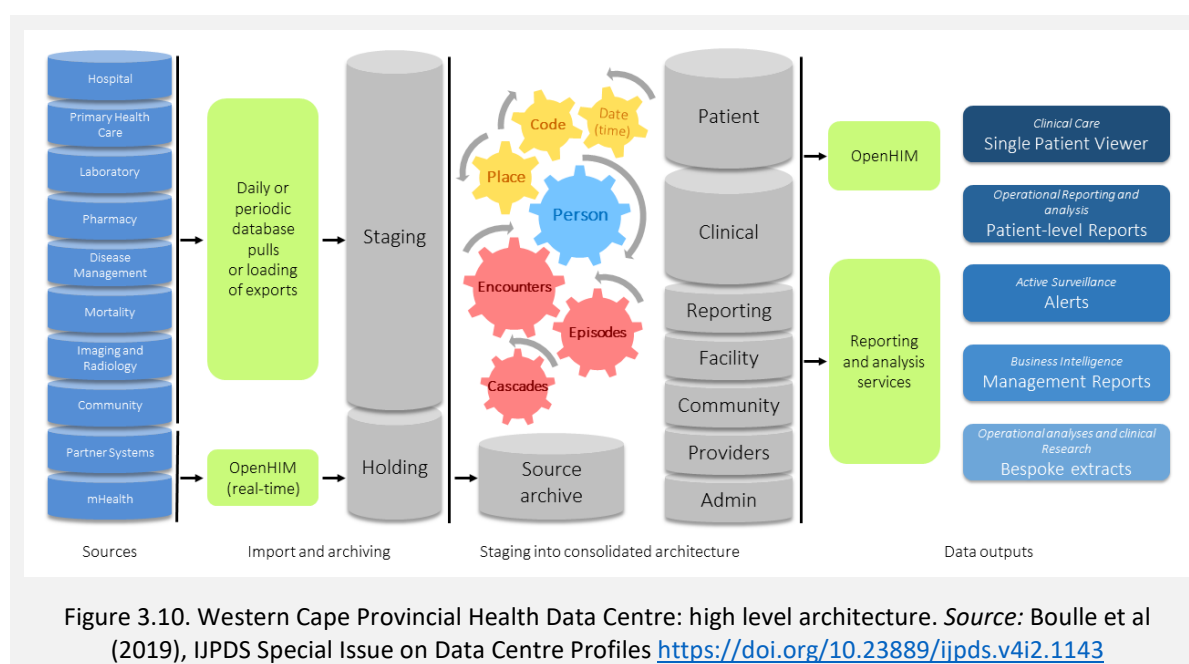 Hospital
Primary Health
Care
Laboratory
Pharmacy
Disease
Management
Mortality
Imaging and
Radiology
Community
Partner Systems
mHealth
Daily or
periodic
database
pulls
or loading
of exports
OpenHIM
(real-time)
Staging
Holding
Code
Date
(time)
Place
Person
Encounters
Episodes
Cascades
Source
archive
Patient
Clinical
Reporting
Facility
Community
Providers
Admin
OpenHIM
Reporting
and analysis
services
Clinical Care
Single Patient Viewer
Operational Reporting and
analysis
Patient-level Reports
Active Surveillance
Alerts
Business Intelligence
Management Reports
Operational analyses and clinical
Research
Bespoke extracts
Sources
Import and archiving
Staging into consolidated architecture
Data outputs
Figure 3.10. Western Cape Provincial Health Data Centre: high level architecture. Source: Boulle et al
(2019), IJPDS Special Issue on Data Centre Profiles https://doi.org/10.23889/ijpds.v4i2.1143